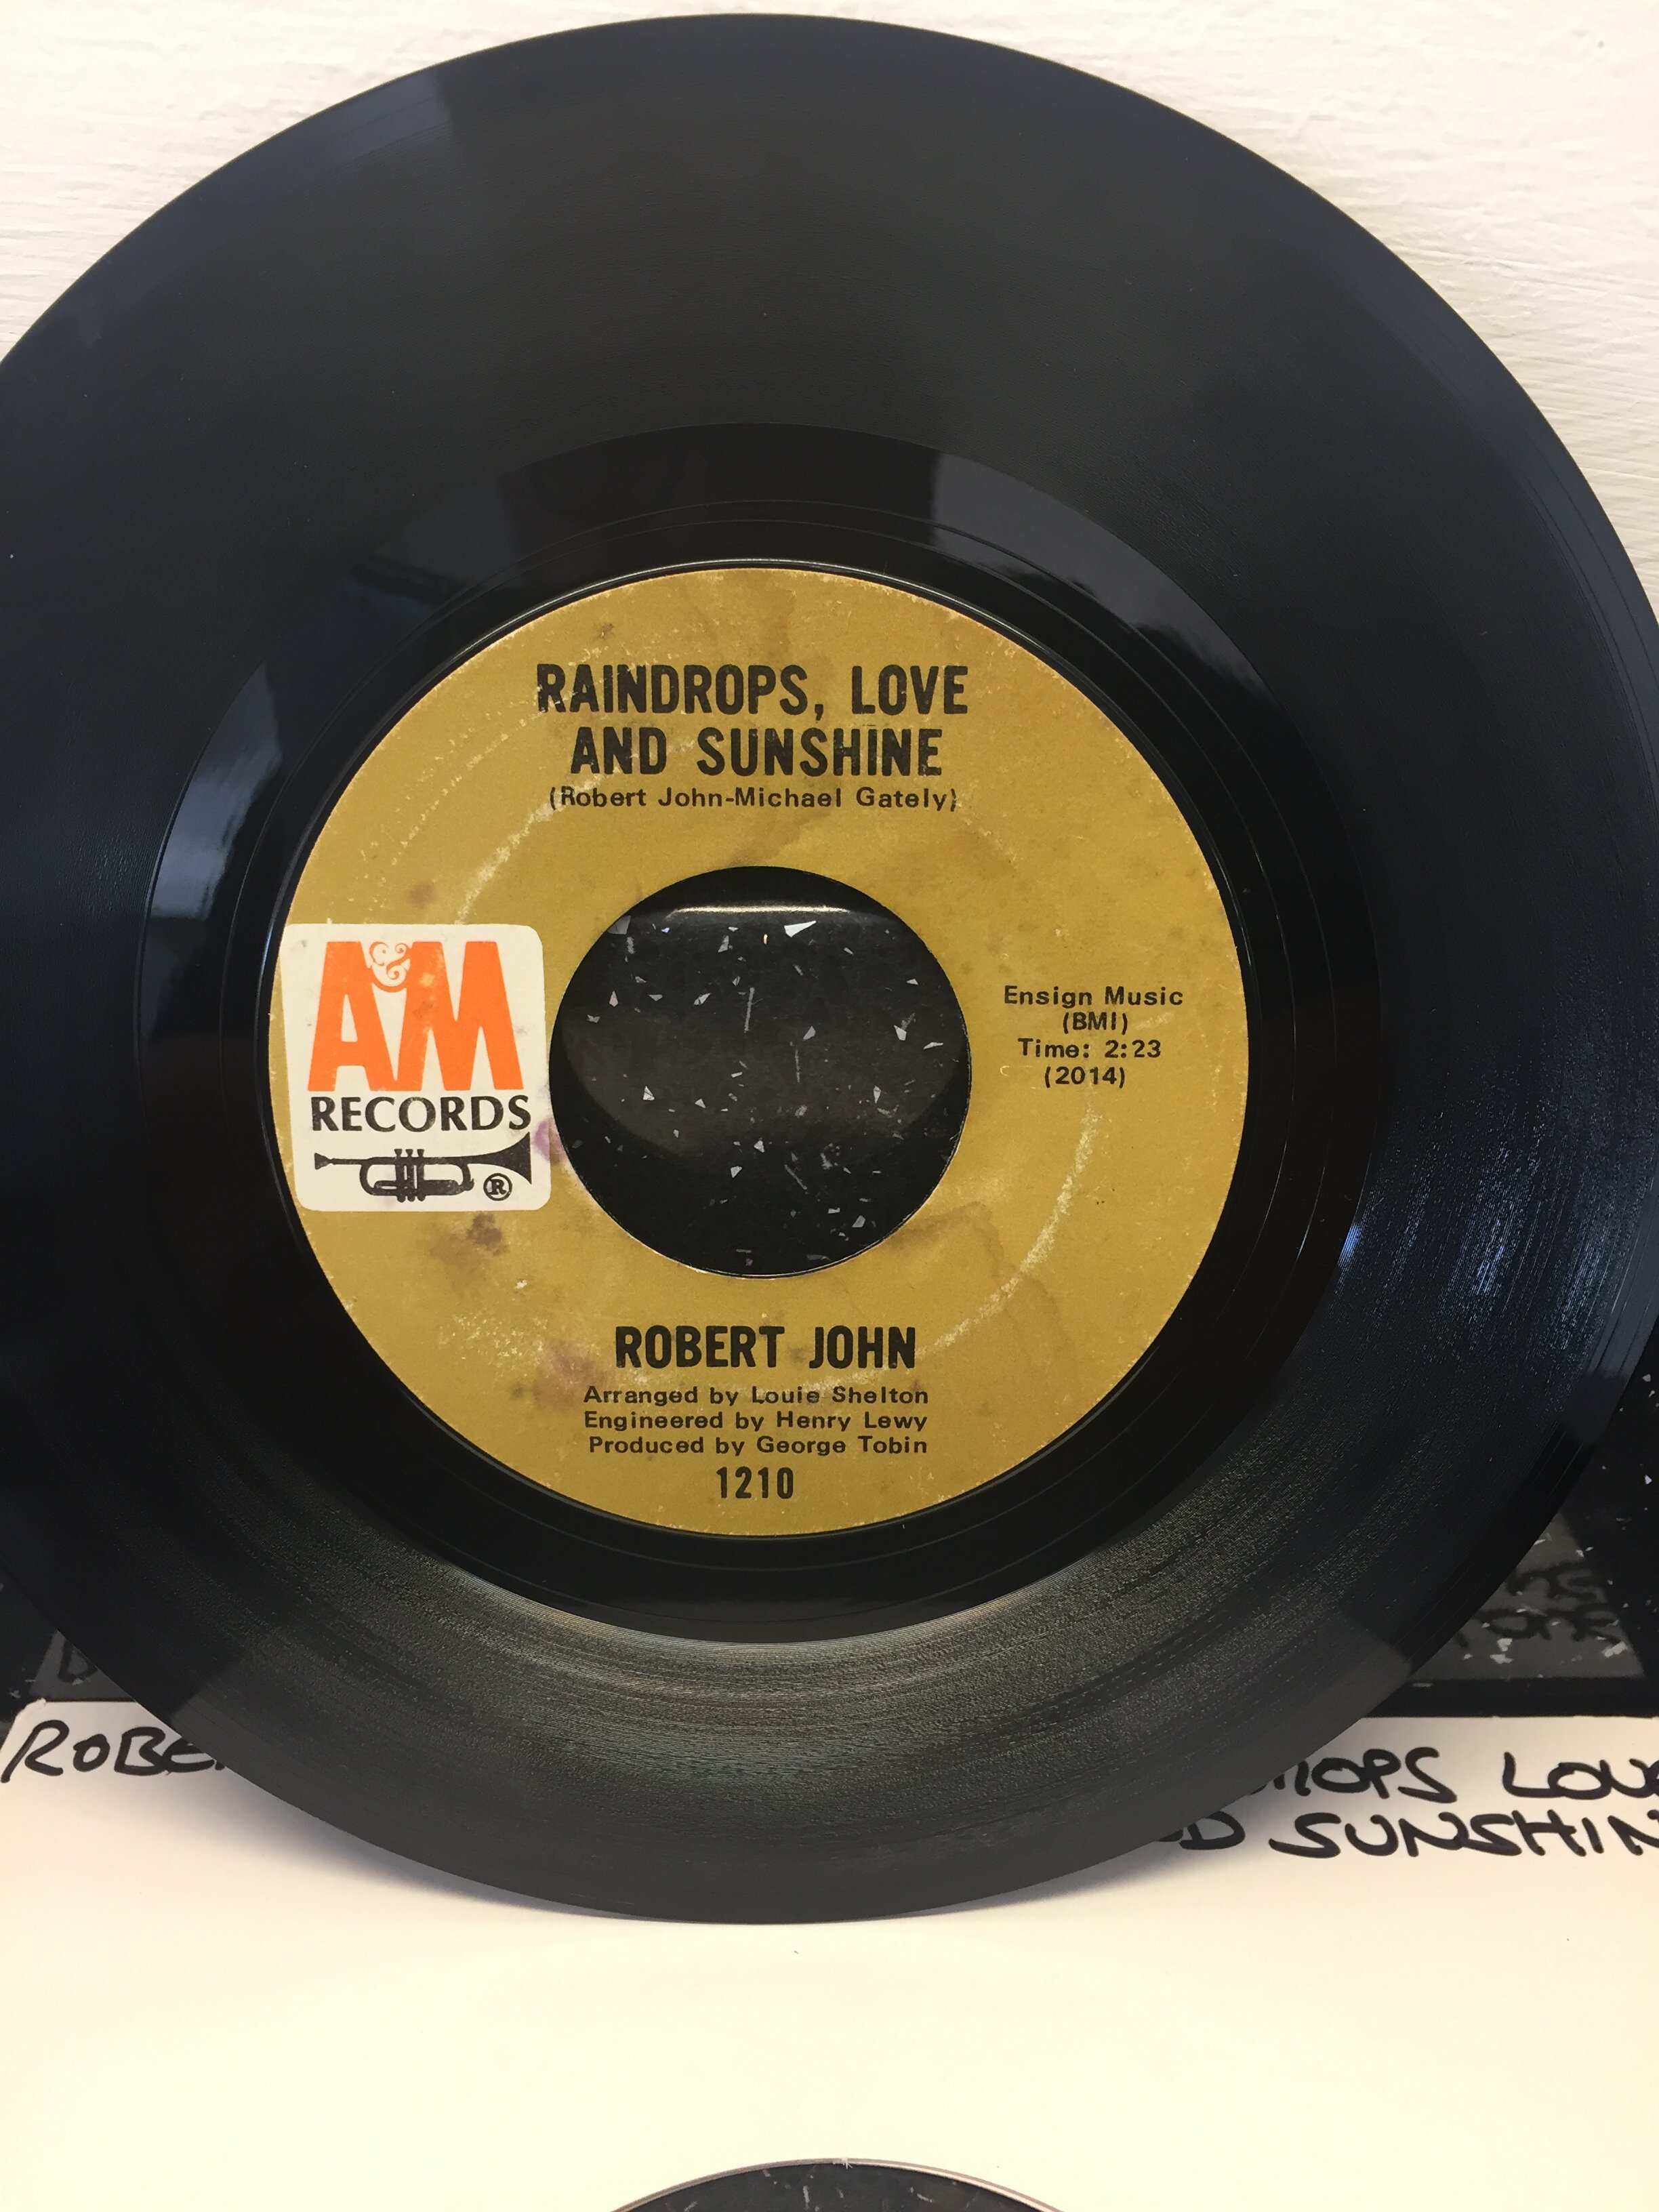 RAINDROPS, LOVE
AND SUNSHINE
(Robert John-Michael Gately)
A&M
RECORDS
®
Ensign Music
(BMI)
Time: 2:23
(2014)
ROBERT JOHN
Arranged by Louie Shelton
Engineered by Henry Lewy
Produced by George Tobin
1210